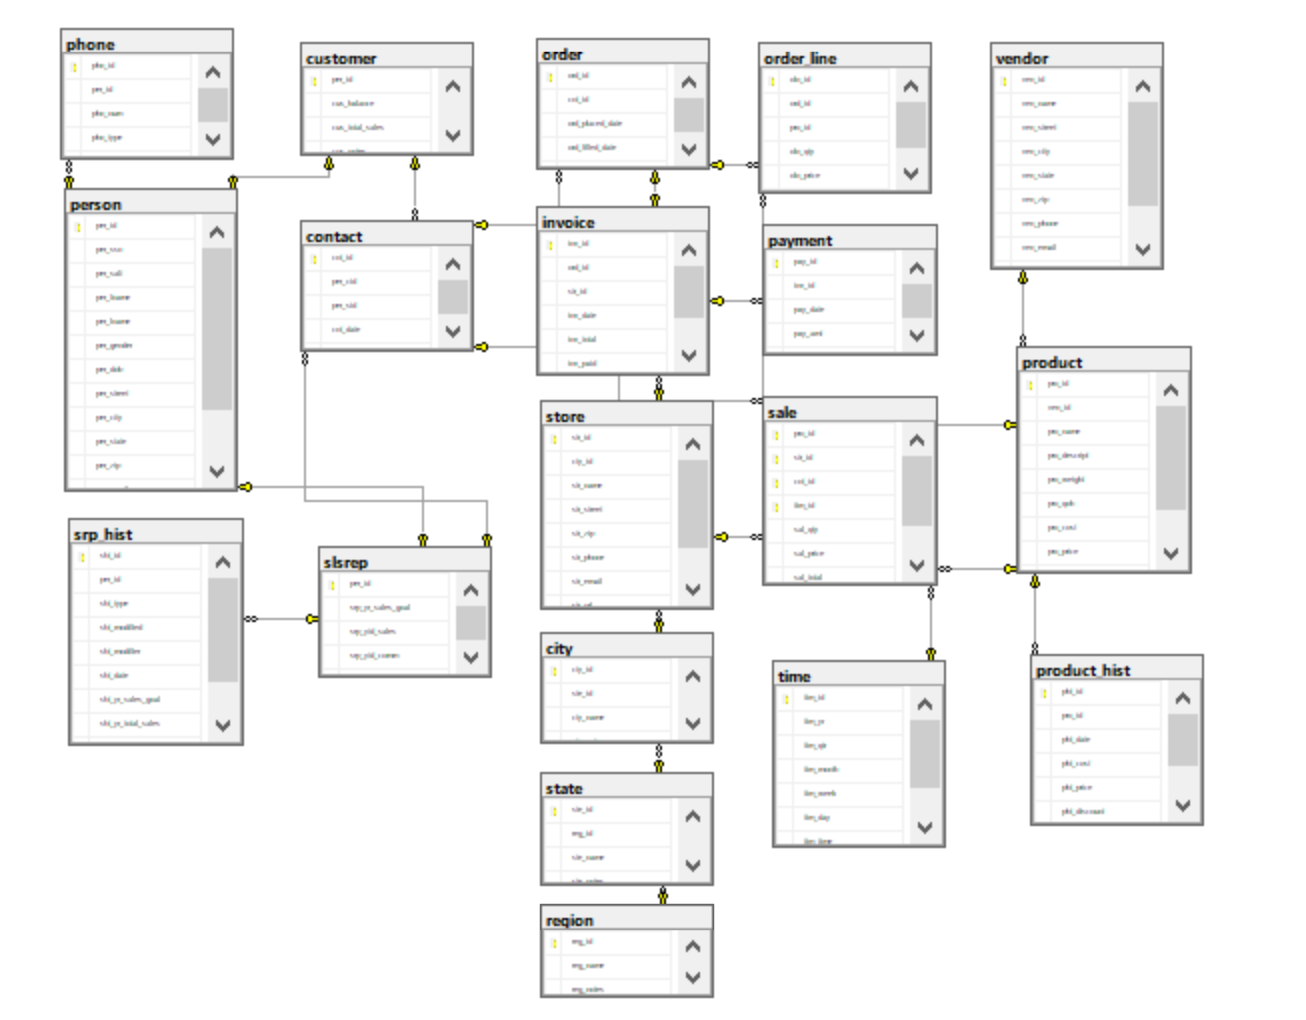 phone
pho_id
per_id
pho_num
pho_type
customer
per_id
cus_balance
cus_total_sales
order
ord_id
cnt_id
ord_placed_date
ord_filled_date
order_line
oln_id
ord_id
pro_id
oln_qty
oln_price
vendor
ven_id
ven_name
ven_street
ven_city
ven_state
ven_zip
ven_phone
ven_email
person
per_id
per_ssn
per_salt
per_fname
per_lname
per_gender
per_dob
per_street
per_city
per_state
per_zip
contact
cnt_id
per_cid
per_sid
cnt_date
invoice
inv_id
ord_id
str_id
inv_date
inv_total
inv_paid
payment
pay_id
inv_id
pay_date
pay_amt
product
pro_id
ven_id
pro_name
pro_descript
pro_weight
pro_qoh
pro_cost
pro_price
store
str_id
cty_id
str_name
str_street
str_zip
str_phone
str_email
sale
pro_id
str_id
cnt_id
tim_id
sal_qty
sal_price
sal_total
srp_hist
sht_id
per_id
sht_type
sht_modified
sht_modifier
sht_date
sht_yr_sales_goal
sht_yr_total_sales
slsrep
per_id
srp_yr_sales_goal
srp_ytd_sales
srp_ytd_comm
city
cty_id
ste_id
cty_name
time
tim_id
tim_yr
tim_qtr
tim_month
tim_week
tim_day
tim_time
product_hist
pht_id
pro_id
pht_date
pht_cost
pht_price
pht_discount
state
ste_id
reg_id
ste_name
region
reg_id
reg_name
reg_notes